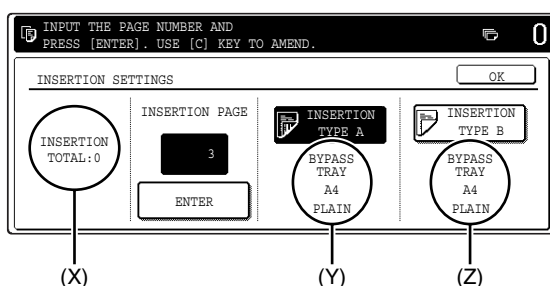 INPUT THE PAGE NUMBER AND
PRESS [ENTER]. USE [C] KEY TO AMEND.
0
INSERTION SETTINGS
OK
INSERTION
TOTAL:0
INSERTION PAGE
3
ENTER
INSERTION
TYPE A
BYPASS
TRAY
A4
PLAIN
INSERTION
TYPE B
BYPASS
TRAY
A4
PLAIN
(X)
(Y)
(Z)